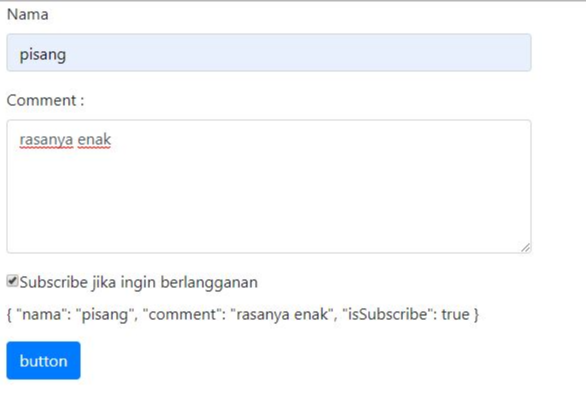 Nama
pisang
Comment :
rasanya enak
Subscribe jika ingin berlangganan
{ "nama": "pisang", "comment": "rasanya enak", "isSubscribe": true }
button